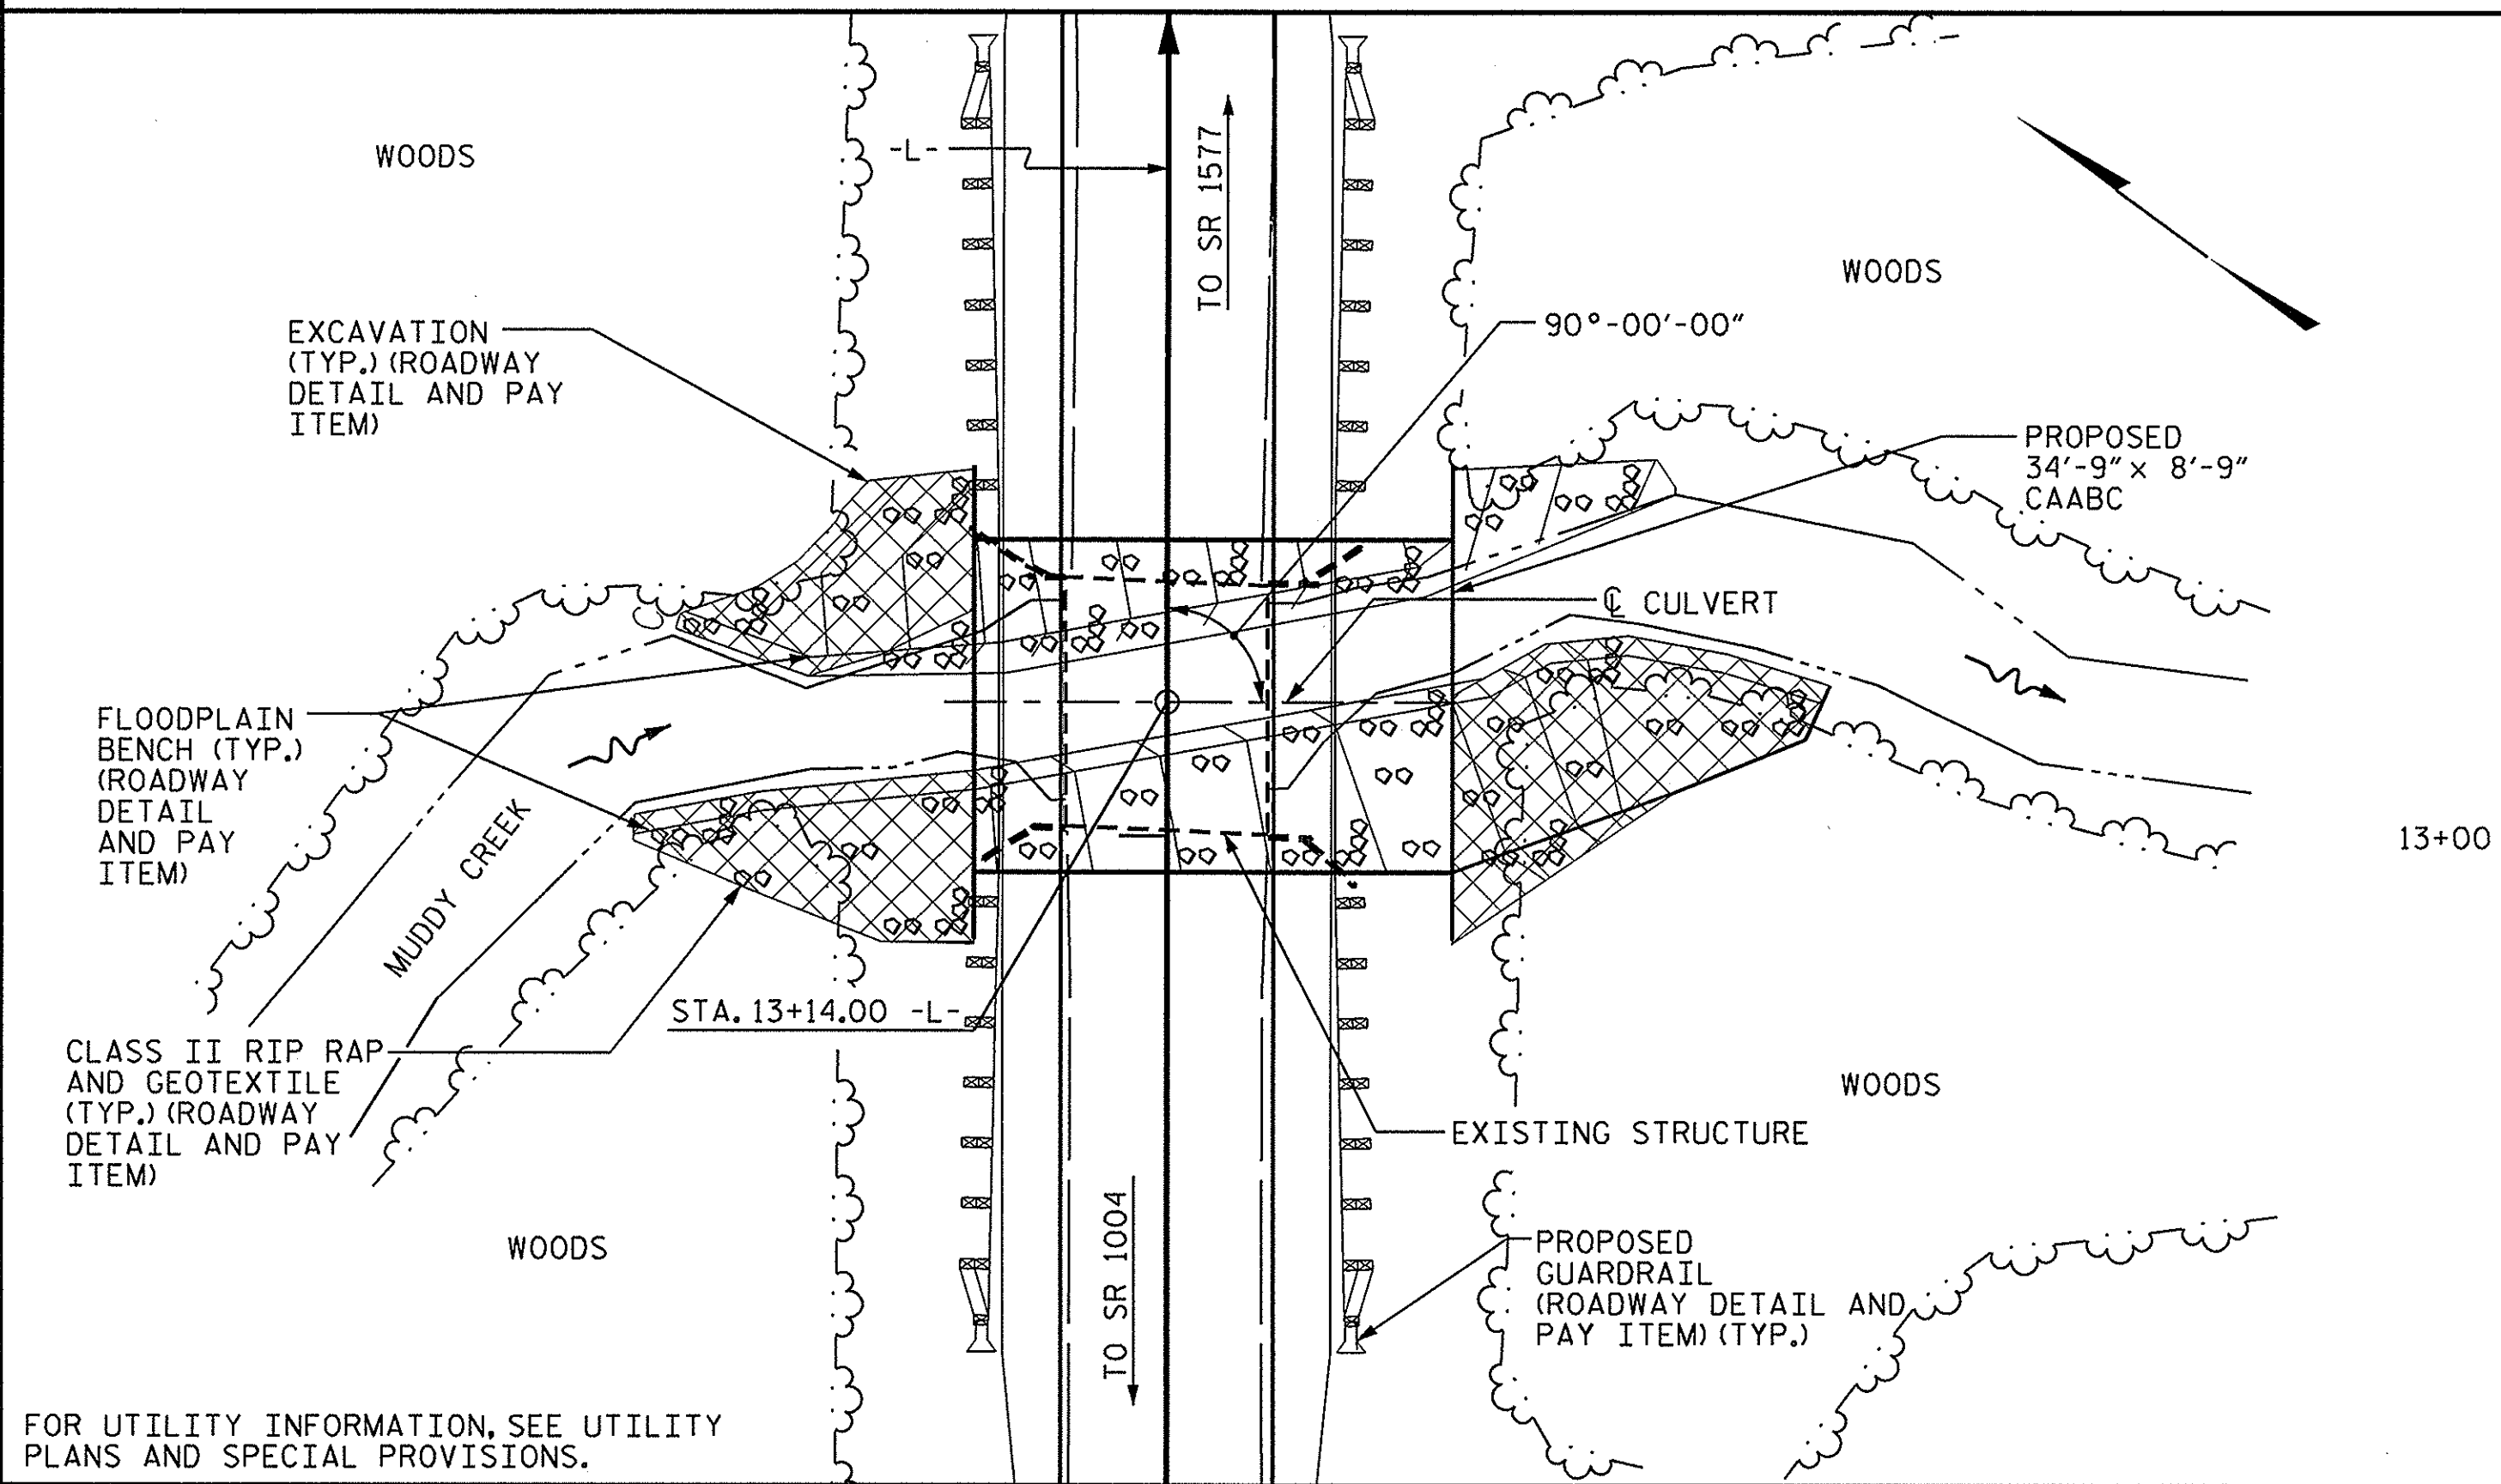 WOODS
-L-
TO SR 1577
WOODS
EXCAVATION
(TYP.) (ROADWAY
DETAIL AND PAY
ITEM)
90°-00'-00"
PROPOSED
34'-9" x 8'-9"
CAABC
℄ CULVERT
FLOODPLAIN
BENCH (TYP.)
(ROADWAY
DETAIL
AND PAY
ITEM)
MUDDY CREEK
13+00
STA. 13+14.00 -L-
CLASS II RIP RAP
AND GEOTEXTILE
(TYP.) (ROADWAY
DETAIL AND PAY
ITEM)
WOODS
EXISTING STRUCTURE
TO SR 1004
WOODS
PROPOSED
GUARDRAIL
(ROADWAY DETAIL AND
PAY ITEM) (TYP.)
FOR UTILITY INFORMATION, SEE UTILITY
PLANS AND SPECIAL PROVISIONS.